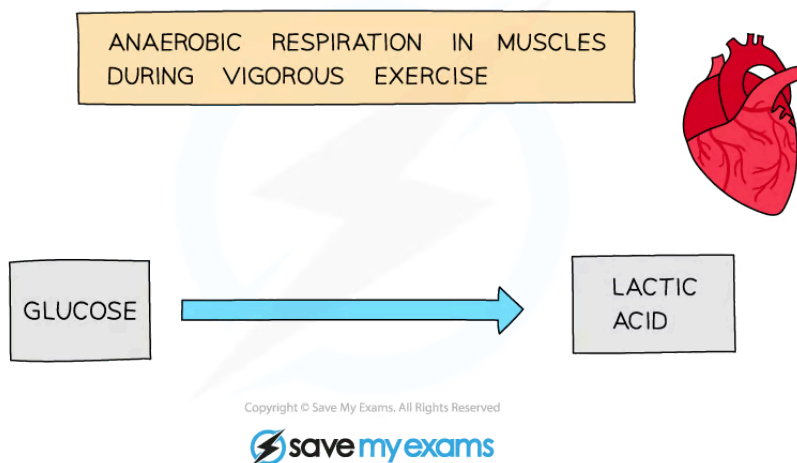 ANAEROBIC RESPIRATION IN MUSCLES
DURING VIGOROUS EXERCISE
GLUCOSE
LACTIC
ACID
Copyright © Save My Exams. All Rights Reserved
save my exams